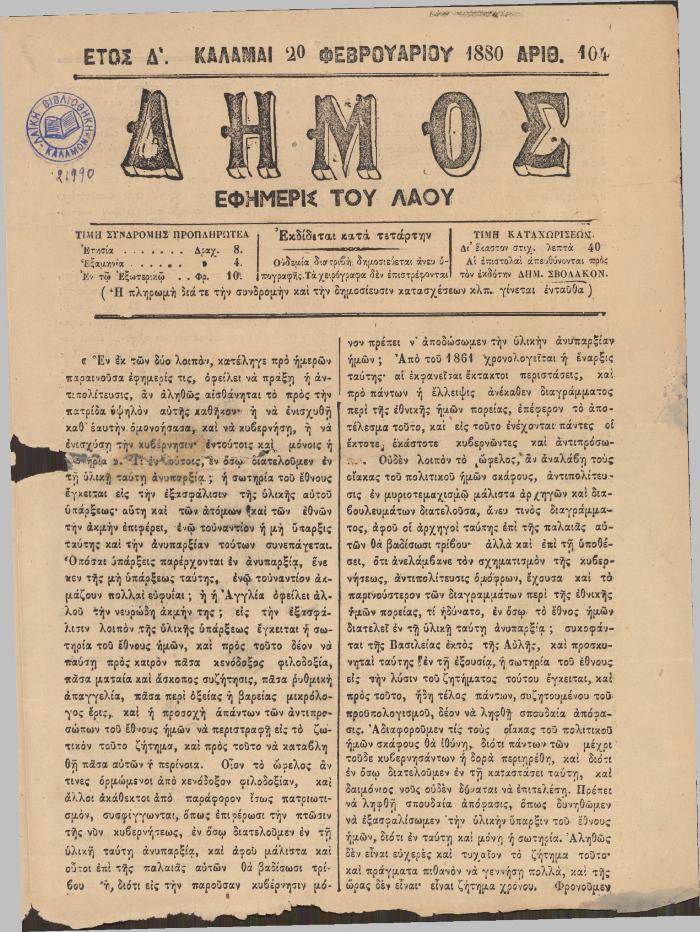 ΕΤΟΣ Δ'. ΚΑΛΑΜΑΙ 20 ΦΕΒΡΟΥΑΡΙΟΥ 1880 ΑΡΙΘ. 104
ΛΑΪΚΗ ΒΙΒΛΙΟΘΗΚΗ ΚΑΛΑΜΩΝ
21990
ΔΗΜΟΣ
ΕΦΗΜΕΡΙΣ ΤΟΥ ΛΑΟΥ
ΤΙΜΗ ΣΥΝΔΡΟΜΗΣ ΠΡΟΠΛΗΡΩΤΕΑ
Ἐτησία . . . . . . . Δραχ. 8.
Ἑξαμηνία . . . . . » 4.
Ἐν τῷ Ἐξωτερικῷ . . Φρ. 10.
Ἐκδίδεται κατὰ τετάρτην
Οὐδεμία διατριβὴ δημοσιεύεται ἄνευ ὑ-
πογραφῆς. Τὰ χειρόγραφα δὲν ἐπιστρέφονται
ΤΙΜΗ ΚΑΤΑΧΩΡΙΣΕΩΝ.
Δι' ἕκαστον στίχ. λεπτὰ 40
Αἱ ἐπιστολαὶ ἀπευθύνονται πρὸς
τὸν ἐκδότην ΔΗΜ. ΣΒΟΛΑΚΟΝ.
( Ἡ πληρωμὴ διά τε τὴν συνδρομὴν καὶ τὴν δημοσίευσιν κατασχέσεων κλπ. γίνεται ἐνταῦθα )
« Ἓν ἐκ τῶν δύο λοιπὸν, κατέληγε πρὸ ἡμερῶν
παραινοῦσα ἐφημερίς τις, ὀφείλει νὰ πράξῃ ἡ ἀν-
τιπολίτευσις, ἂν ἀληθῶς αἰσθάνηται τὸ πρὸς τὴν
πατρίδα ὑψηλὸν αὐτῆς καθῆκον· ἢ νὰ ἐνισχυθῇ
καθ' ἑαυτὴν ὁμονοήσασα, καὶ νὰ κυβερνήσῃ, ἢ νὰ
ἐνισχύσῃ τὴν κυβέρνησιν· ἐντούτοις καὶ μόνοις ἡ
σωτηρία ». Τί ἐν τούτοις, ἐν ὅσῳ διατελοῦμεν ἐν
τῇ ὑλικῇ ταύτῃ ἀνυπαρξίᾳ; ἡ σωτηρία τοῦ ἔθνους
ἔγκειται εἰς τὴν ἐξασφάλισιν τῆς ὑλικῆς αὐτοῦ
ὑπάρξεως· αὕτη καὶ τῶν ἀτόμων καὶ τῶν ἐθνῶν
τὴν ἀκμὴν ἐπιφέρει, ἐνῷ τοὐναντίον ἡ μὴ ὕπαρξις
ταύτης καὶ τὴν ἀνυπαρξίαν τούτων συνεπάγεται.
Ὁπόσαι ὑπάρξεις παρέρχονται ἐν ἀνυπαρξίᾳ, ἕνε
κεν τῆς μὴ ὑπάρξεως ταύτης, ἐνῷ τοὐναντίον ἀκ-
μάζουν πολλαὶ εὐφυίαι; ἢ ἡ Ἀγγλία ὀφείλει ἀλ-
λοῦ τὴν νευρώδη ἀκμήν της; εἰς τὴν ἐξασφά-
λισιν λοιπὸν τῆς ὑλικῆς ὑπάρξεως ἔγκειται ἡ σω-
τηρία τοῦ ἔθνους ἡμῶν, καὶ πρὸς τοῦτο δέον νὰ
παύσῃ πρὸς καιρὸν πᾶσα κενόδοξος φιλοδοξία,
πᾶσα ματαία καὶ ἄσκοπος συζήτησις, πᾶσα ῥυθμικὴ
ἀπαγγελία, πᾶσα περὶ ὀξείας ἢ βαρείας μικρόλο-
γος ἔρις, καὶ ἡ προσοχὴ ἁπάντων τῶν ἀντιπρο-
σώπων τοῦ ἔθνους ἡμῶν νὰ περιστραφῇ εἰς τὸ ζω-
τικὸν τοῦτο ζήτημα, καὶ πρὸς τοῦτο νὰ καταβλη
θῇ πᾶσα αὐτῶν ἡ περίνοια. Οἷον τὸ ὦφελος ἄν
τινες ὁρμώμενοι ἀπὸ κενόδοξον φιλοδοξίαν, καὶ
ἄλλοι ἀκάθεκτοι ἀπὸ παράφορον ἴσως πατριωτι-
σμὸν, συσφίγγωνται, ὅπως ἐπιφέρωσι τὴν πτῶσιν
τῆς νῦν κυβερνήσεως, ἐν ὅσῳ διατελοῦμεν ἐν τῇ
ὑλικῇ ταύτῃ ἀνυπαρξίᾳ, καὶ ἀφοῦ μάλιστα καὶ
οὗτοι ἐπὶ τῆς παλαιᾶς αὐτῶν θὰ βαδίσωσι τρί-
βου ἢ, διότι εἰς τὴν παροῦσαν κυβέρνησιν μό-
νον πρέπει ν' ἀποδώσωμεν τὴν ὑλικὴν ἀνυπαρξίαν
ἡμῶν; Ἀπὸ τοῦ 1861 χρονολογεῖται ἡ ἔναρξις
ταύτης· αἱ ἐκφανεῖσαι ἔκτακτοι περιστάσεις, καὶ
πρὸ πάντων ἡ ἔλλειψις ἀνέκαθεν διαγράμματος
περὶ τῆς ἐθνικῆς ἡμῶν πορείας, ἐπέφερον τὸ ἀπο-
τέλεσμα τοῦτο, καὶ εἰς τοῦτο ἐνέχονται πάντες οἱ
ἔκτοτε ἑκάστοτε κυβερνῶντες καὶ ἀντιπρόσω-
Οὐδὲν λοιπὸν τὸ ὦφελος, ἂν ἀναλάβῃ τοὺς
οἴακας τοῦ πολιτικοῦ ἡμῶν σκάφους, ἀντιπολίτευ-
σις ἐν μυριοτεμαχισμῷ μάλιστα ἀρχηγῶν καὶ δια-
βουλευμάτων διατελοῦσα, ἄνευ τινὸς διαγράμμα-
τος, ἀφοῦ οἱ ἀρχηγοὶ ταύτης ἐπὶ τῆς παλαιᾶς αὑ-
τῶν θὰ βαδίσωσι τρίβου· ἀλλὰ καὶ ἐπὶ τῇ ὑποθέ-
σει, ὅτι ἀνελάμβανε τὸν σχηματισμὸν τῆς κυβερ-
νήσεως, ἀντιπολίτευσις ὁμόφρων, ἔχουσα καὶ τὸ
παρινούστερον τῶν διαγραμμάτων περὶ τῆς ἐθνικῆς
ἡμῶν πορείας, τί ἠδύνατο, ἐν ὅσῳ τὸ ἔθνος ἡμῶν
διατελεῖ ἐν τῇ ὑλικῇ ταύτῃ ἀνυπαρξίᾳ; συκοφάν-
ται τῆς Βασιλείας ἐκτὸς τῆς Αὐλῆς, καὶ προσκυ-
νηταὶ ταύτης ἐν τῇ ἐξουσίᾳ, ἡ σωτηρία τοῦ ἔθνους
εἰς τὴν λύσιν τοῦ ζητήματος τούτου ἔγκειται, καὶ
πρὸς τοῦτο, ἤδη τέλος πάντων, συζητουμένου τοῦ
προϋπολογισμοῦ, δέον νὰ ληφθῇ σπουδαία ἀπόφα-
σις. Ἀδιαφοροῦμεν τίς τοὺς οἴακας τοῦ πολιτικοῦ
ἡμῶν σκάφους θὰ ἰθύνῃ, διότι πάντων τῶν μέχρι
τοῦδε κυβερνησάντων ἡ δορὰ περιῃρέθη, καὶ διότι
ἐν ὅσῳ διατελοῦμεν ἐν τῇ καταστάσει ταύτῃ, καὶ
δαιμόνιος νοῦς οὐδὲν δύναται νὰ ἐπιτελέσῃ. Πρέπει
νὰ ληφθῇ σπουδαία ἀπόφασις, ὅπως δυνηθῶμεν
νὰ ἐξασφαλίσωμεν τὴν ὑλικὴν ὕπαρξιν τοῦ ἔθνους
ἡμῶν, διότι ἐν ταύτῃ καὶ μόνῃ ἡ σωτηρία. Ἀληθῶς
δὲν εἶναι εὐχερὲς καὶ τυχαῖον τὸ ζήτημα τοῦτο·
καὶ πράγματι πιθανὸν νὰ γεννήσῃ πολλὰ, καὶ τῆς
ὥρας δὲν εἶναι· εἶναι ζήτημα χρόνου. Φρονοῦμεν